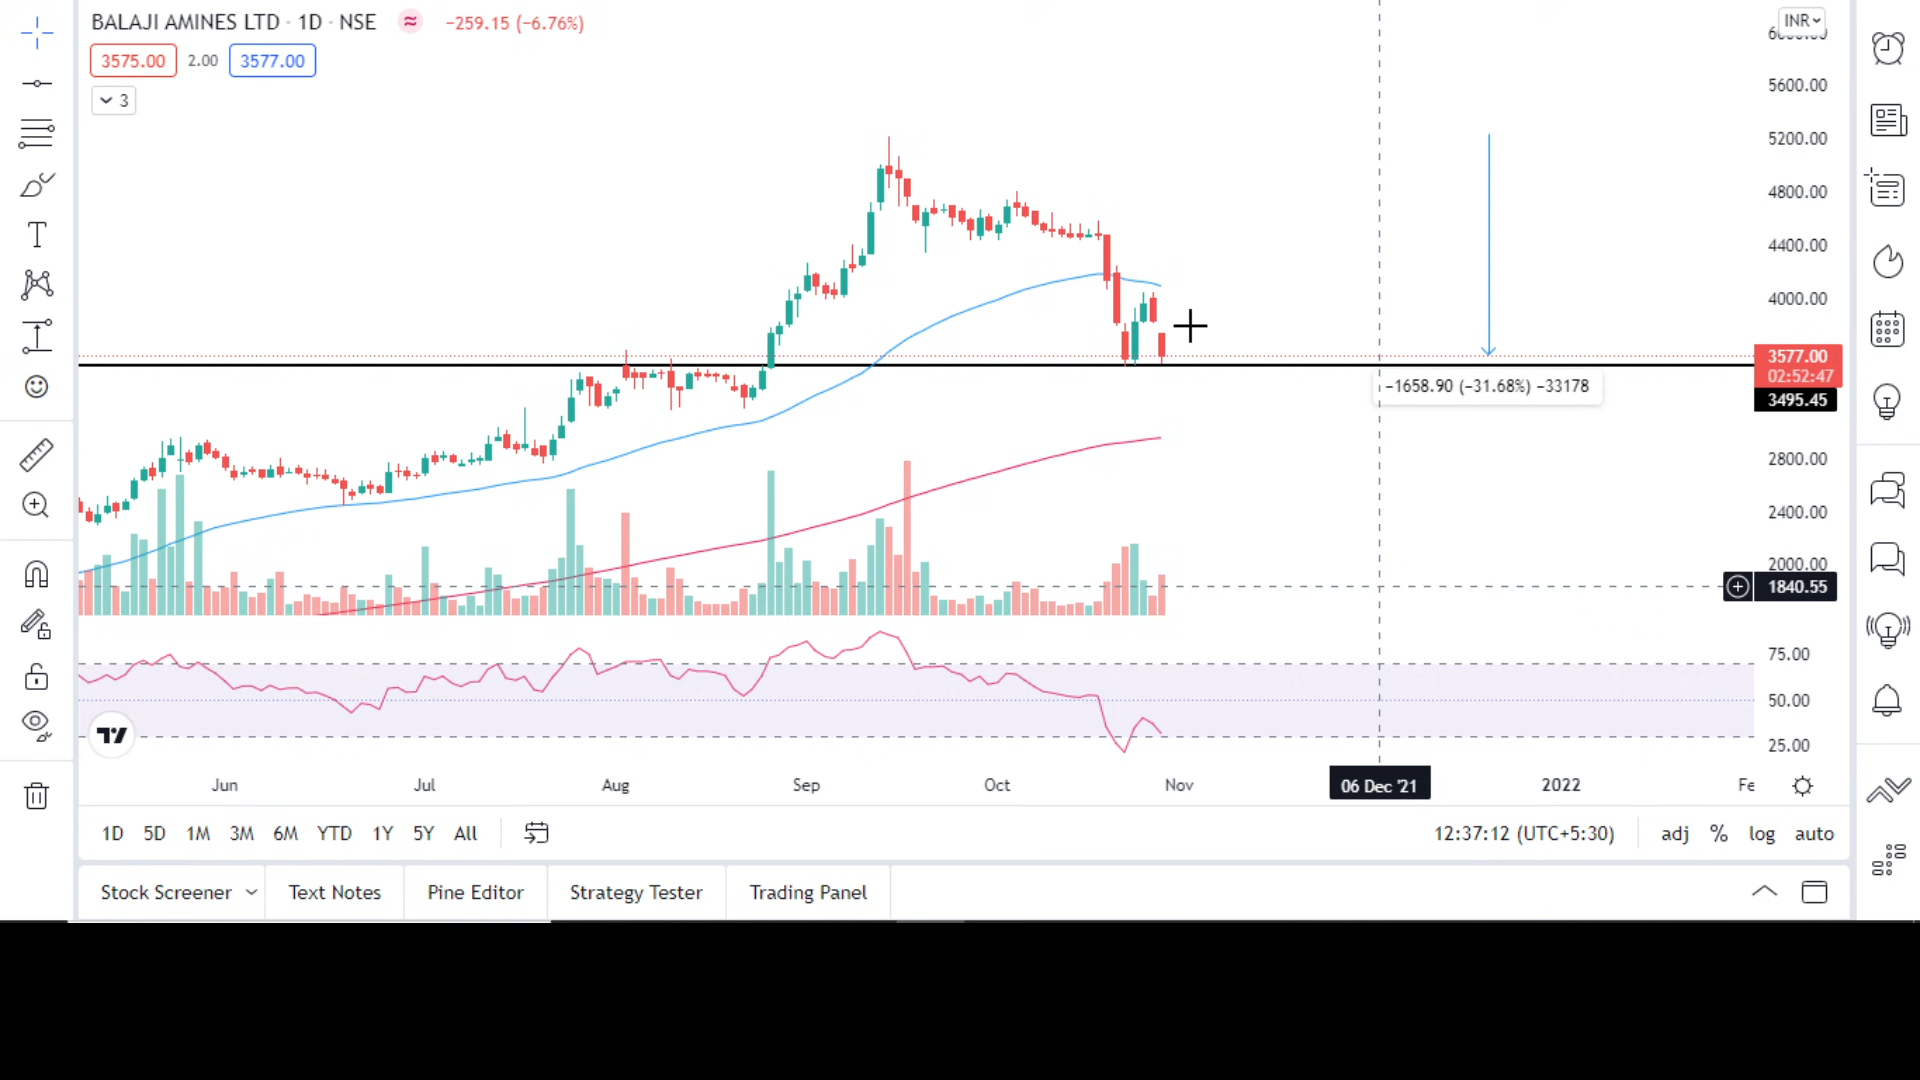 BALAJI AMINES LTD · 1D · NSE
−259.15 (−6.76%)
3575.00 2.00 3577.00
3
INR
5600.00
5200.00
4800.00
4400.00
4000.00
3577.00
02:52:47
3495.45
−1658.90 (−31.68%) −33178
2800.00
2400.00
2000.00
1840.55
75.00
50.00
25.00
Jun Jul Aug Sep Oct Nov 06 Dec '21 2022 Fe
1D 5D 1M 3M 6M YTD 1Y 5Y All
12:37:12 (UTC+5:30) adj % log auto
Stock Screener Text Notes Pine Editor Strategy Tester Trading Panel